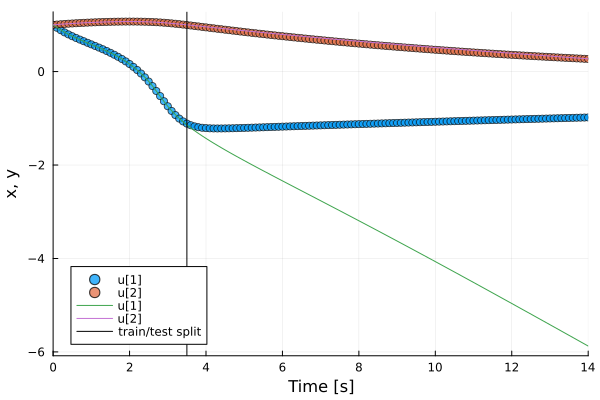 0
−2
−4
−6
x, y
u[1]
u[2]
u[1]
u[2]
train/test split
0 2 4 6 8 10 12 14
Time [s]